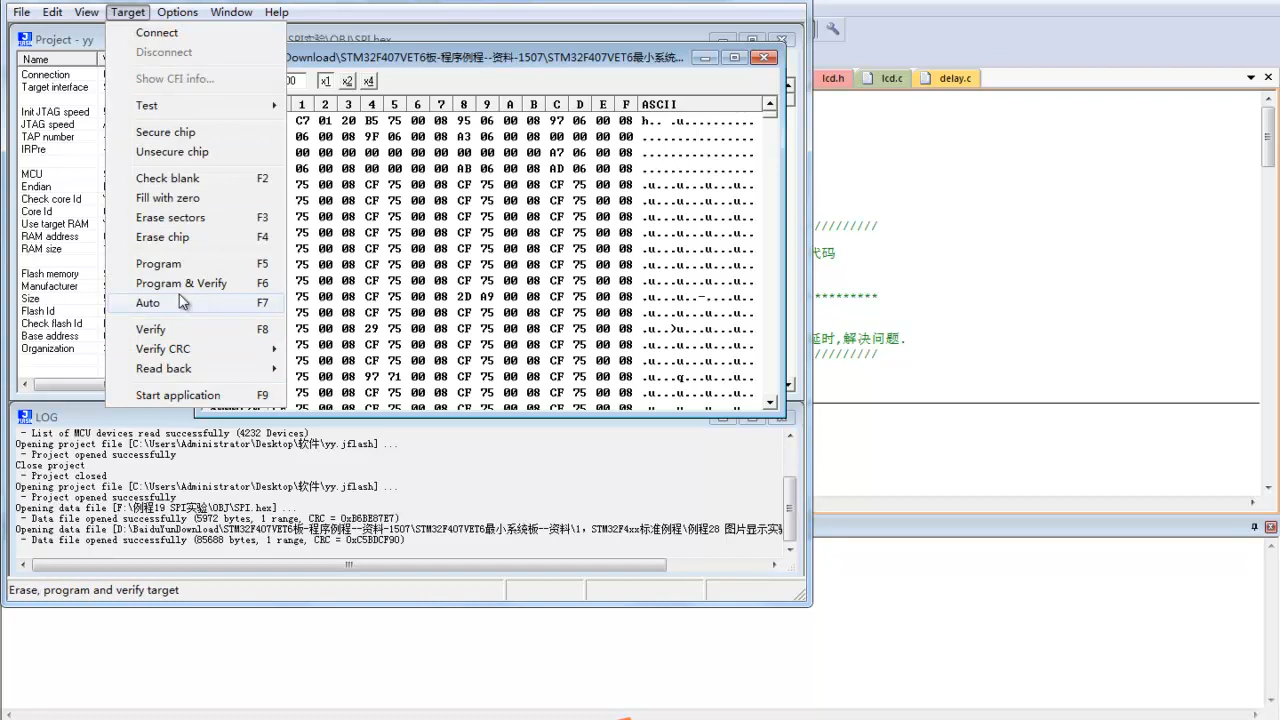 File Edit View Target Options Window Help
Project - yy
SPI实验\OBJ\SPI.hex
Download\STM32F407VET6板-程序例程--资料-1507\STM32F407VET6最小系统...
Name
Connection
Target interface
Init JTAG speed
JTAG speed
TAP number
IRPre
MCU
Endian
Check core Id
Core Id
Use target RAM
RAM address
RAM size
Flash memory
Manufacturer
Size
Flash Id
Check flash Id
Base address
Organization
Connect
Disconnect
Show CFI info...
Test
Secure chip
Unsecure chip
Check blank F2
Fill with zero
Erase sectors F3
Erase chip F4
Program F5
Program & Verify F6
Auto F7
Verify F8
Verify CRC
Read back
Start application F9
x1 x2 x4
1 2 3 4 5 6 7 8 9 A B C D E F ASCII
C7 01 20 B5 75 00 08 95 06 00 08 97 06 00 08 h.. .u..........
06 00 08 9F 06 00 08 A3 06 00 08 00 00 00 00 ................
00 00 00 00 00 00 00 00 00 00 00 A7 06 00 08 ................
06 00 08 00 00 00 00 AB 06 00 08 AD 06 00 08 ................
75 00 08 CF 75 00 08 CF 75 00 08 CF 75 00 08 .u...u...u...u..
75 00 08 CF 75 00 08 CF 75 00 08 CF 75 00 08 .u...u...u...u..
75 00 08 CF 75 00 08 CF 75 00 08 CF 75 00 08 .u...u...u...u..
75 00 08 CF 75 00 08 CF 75 00 08 CF 75 00 08 .u...u...u...u..
75 00 08 CF 75 00 08 CF 75 00 08 CF 75 00 08 .u...u...u...u..
75 00 08 CF 75 00 08 CF 75 00 08 CF 75 00 08 .u...u...u...u..
75 00 08 CF 75 00 08 CF 75 00 08 CF 75 00 08 .u...u...u...u..
75 00 08 CF 75 00 08 2D A9 00 08 CF 75 00 08 .u...u...-...u..
75 00 08 CF 75 00 08 CF 75 00 08 CF 75 00 08 .u...u...u...u..
75 00 08 29 75 00 08 CF 75 00 08 CF 75 00 08 .u..)u...u...u..
75 00 08 CF 75 00 08 CF 75 00 08 CF 75 00 08 .u...u...u...u..
75 00 08 CF 75 00 08 CF 75 00 08 CF 75 00 08 .u...u...u...u..
75 00 08 97 71 00 08 CF 75 00 08 CF 75 00 08 .u...q...u...u..
75 00 08 CF 75 00 08 CF 75 00 08 CF 75 00 08 .u...u...u...u..
LOG
- List of MCU devices read successfully (4232 Devices)
Opening project file [C:\Users\Administrator\Desktop\软件\yy.jflash] ...
- Project opened successfully
Close project
- Project closed
Opening project file [C:\Users\Administrator\Desktop\软件\yy.jflash] ...
- Project opened successfully
Opening data file [F:\例程19 SPI实验\OBJ\SPI.hex] ...
- Data file opened successfully (5972 bytes, 1 range, CRC = 0xB6BE87E7)
Opening data file [D:\BaiduYunDownload\STM32F407VET6板-程序例程--资料-1507\STM32F407VET6最小系统板--资料\1，STM32F4xx标准例程\例程28 图片显示实验
- Data file opened successfully (85688 bytes, 1 range, CRC = 0xC5BDCF90)
Erase, program and verify target
lcd.h lcd.c delay.c
/////////
代码
*********
延时,解决问题.
/////////